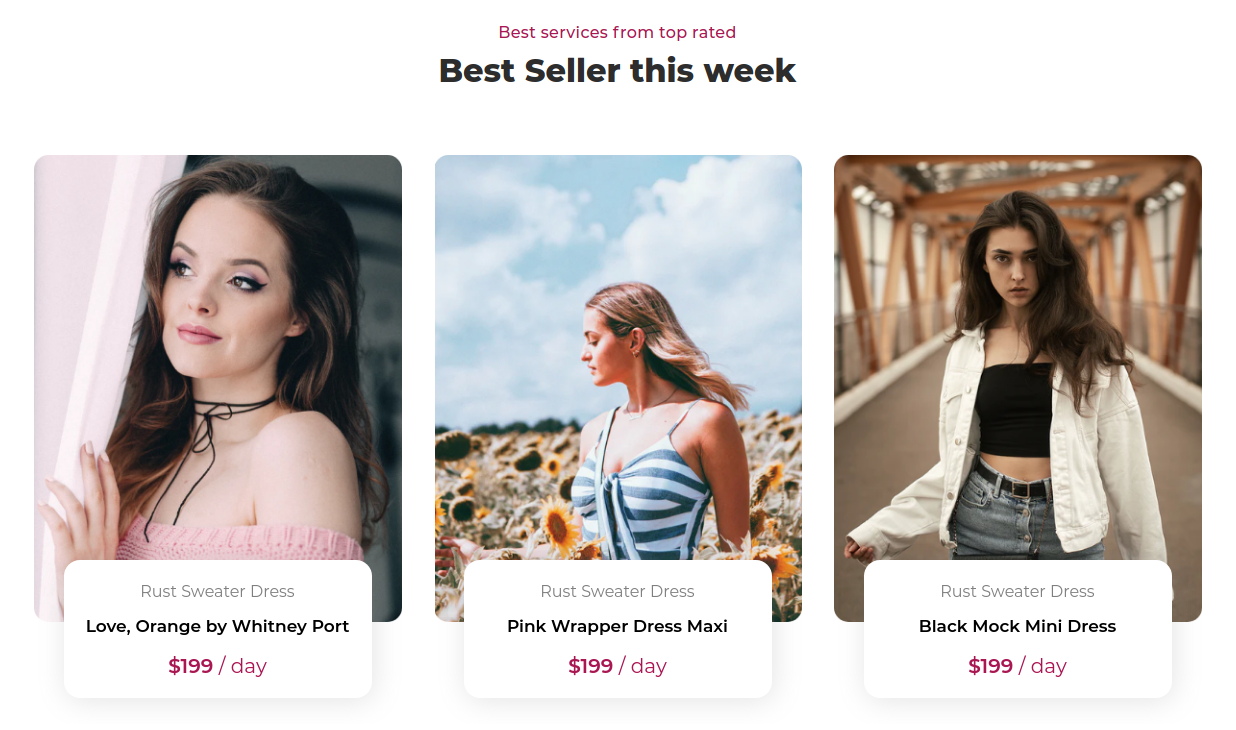 Best services from top rated
Best Seller this week
Rust Sweater Dress
Love, Orange by Whitney Port
$199 / day
Rust Sweater Dress
Pink Wrapper Dress Maxi
$199 / day
Rust Sweater Dress
Black Mock Mini Dress
$199 / day